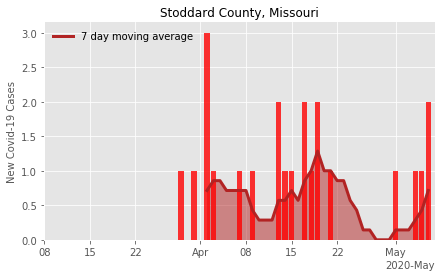 Stoddard County, Missouri
7 day moving average
New Covid-19 Cases
3.0
2.5
2.0
1.5
1.0
0.5
0.0
08 15 22 Apr 08 15 22 May
2020-May